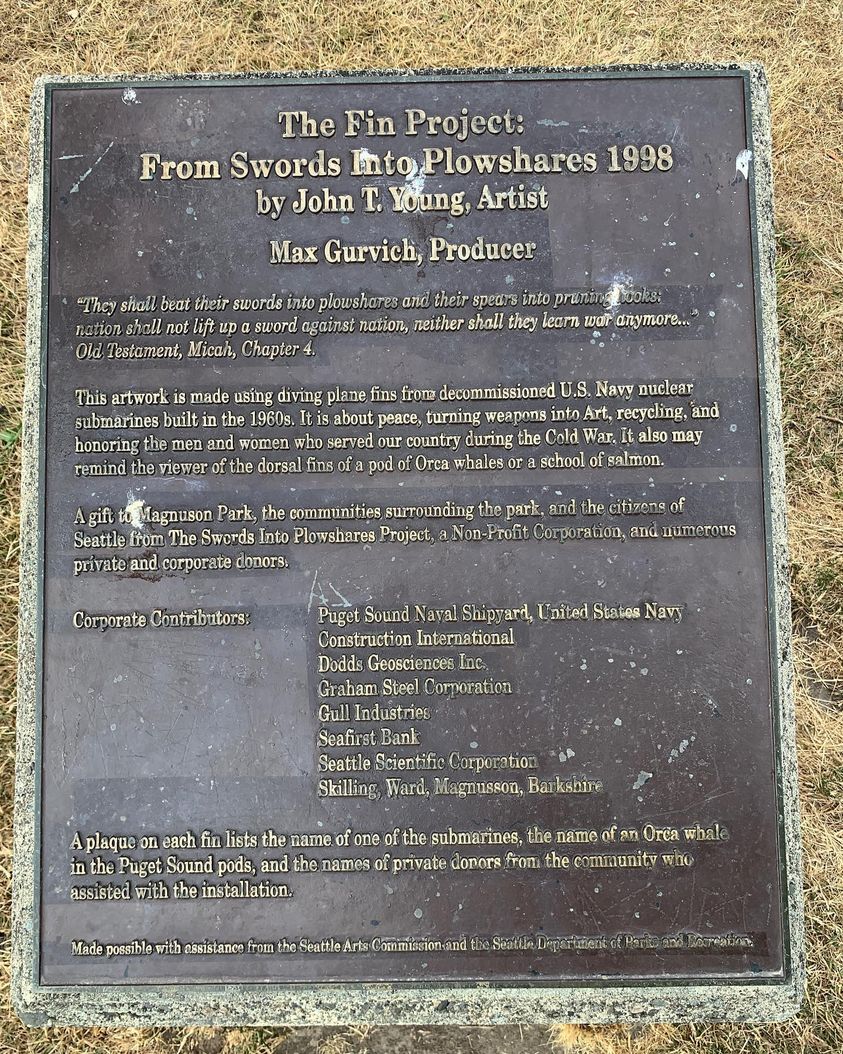 The Fin Project:
From Swords Into Plowshares 1998
by John T. Young, Artist
Max Gurvich, Producer
"They shall beat their swords into plowshares and their spears into pruning hooks:
nation shall not lift up a sword against nation, neither shall they learn war anymore..."
Old Testament, Micah, Chapter 4.
This artwork is made using diving plane fins from decommissioned U.S. Navy nuclear
submarines built in the 1960s. It is about peace, turning weapons into Art, recycling, and
honoring the men and women who served our country during the Cold War. It also may
remind the viewer of the dorsal fins of a pod of Orca whales or a school of salmon.
A gift to Magnuson Park, the communities surrounding the park, and the citizens of
Seattle from The Swords Into Plowshares Project, a Non-Profit Corporation, and numerous
private and corporate donors.
Corporate Contributors: Puget Sound Naval Shipyard, United States Navy
Construction International
Dodds Geosciences Inc.
Graham Steel Corporation
Gull Industries
Seafirst Bank
Seattle Scientific Corporation
Skilling, Ward, Magnusson, Barkshire
A plaque on each fin lists the name of one of the submarines, the name of an Orca whale
in the Puget Sound pods, and the names of private donors from the community who
assisted with the installation.
Made possible with assistance from the Seattle Arts Commission and the Seattle Department of Parks and Recreation.